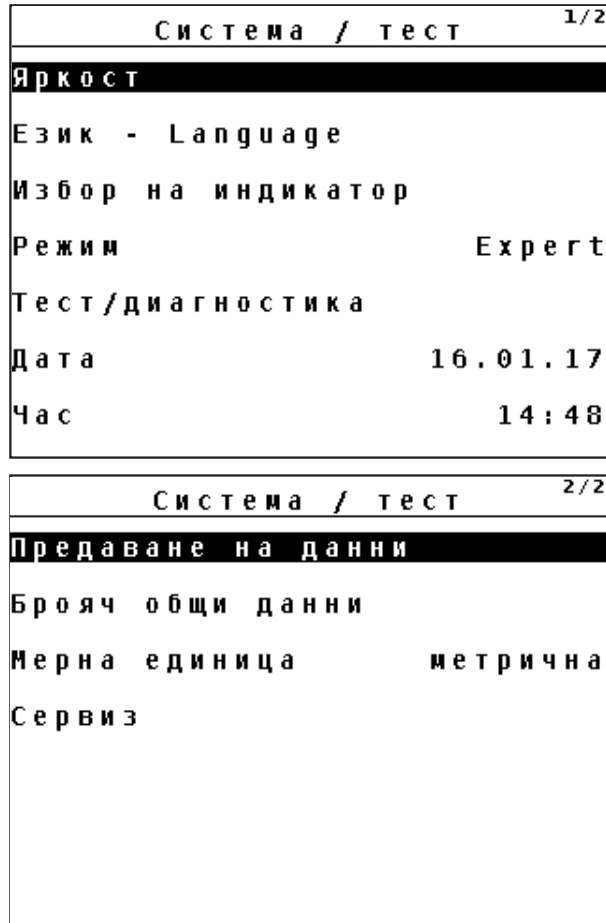 Система / тест 1/2
Яркост
Език - Language
Избор на индикатор
Режим Expert
Тест/диагностика
Дата 16.01.17
Час 14:48
Система / тест 2/2
Предаване на данни
Брояч общи данни
Мерна единица метрична
Сервиз